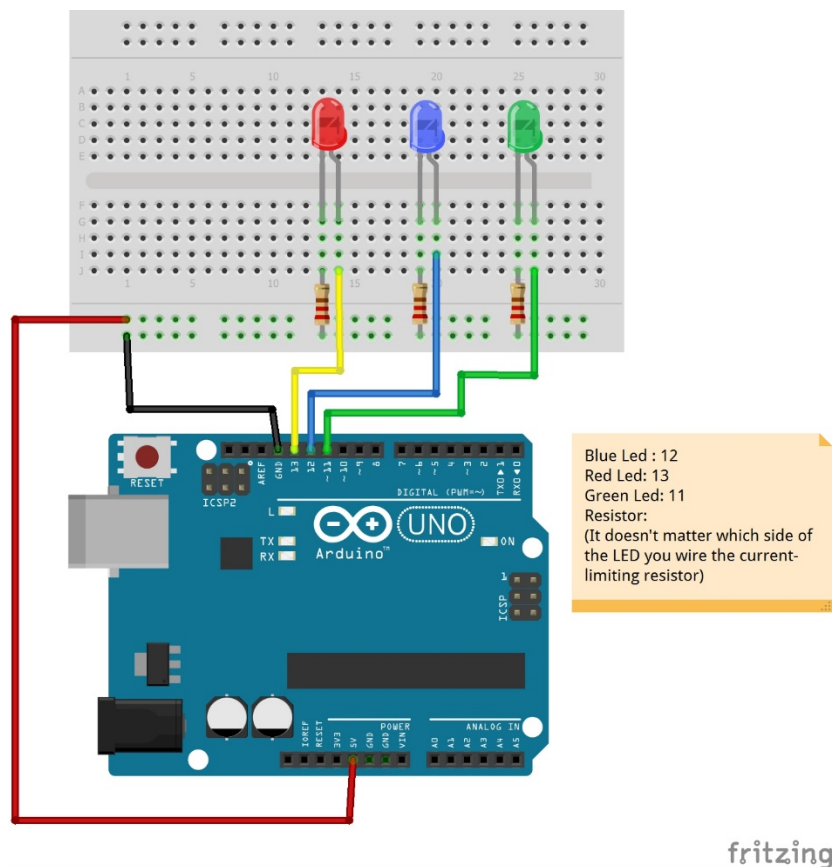 1 5 10 15 20 25 30
A
B
C
D
E
F
G
H
I
J
1 5 10 15 20 25 30
RESET
ICSP2
AREF
GND
13
12
~11
~10
~9
8
7
~6
~5
4
~3
2
TX0▶1
RX0◀0
DIGITAL (PWM=~)
L
TX
RX
UNO
Arduino™
ON
1
ICSP
IOREF
RESET
3V3
5V
GND
GND
VIN
POWER
A0
A1
A2
A3
A4
A5
ANALOG IN
Blue Led : 12
Red Led: 13
Green Led: 11
Resistor:
(It doesn't matter which side of
the LED you wire the current-
limiting resistor)
fritzing